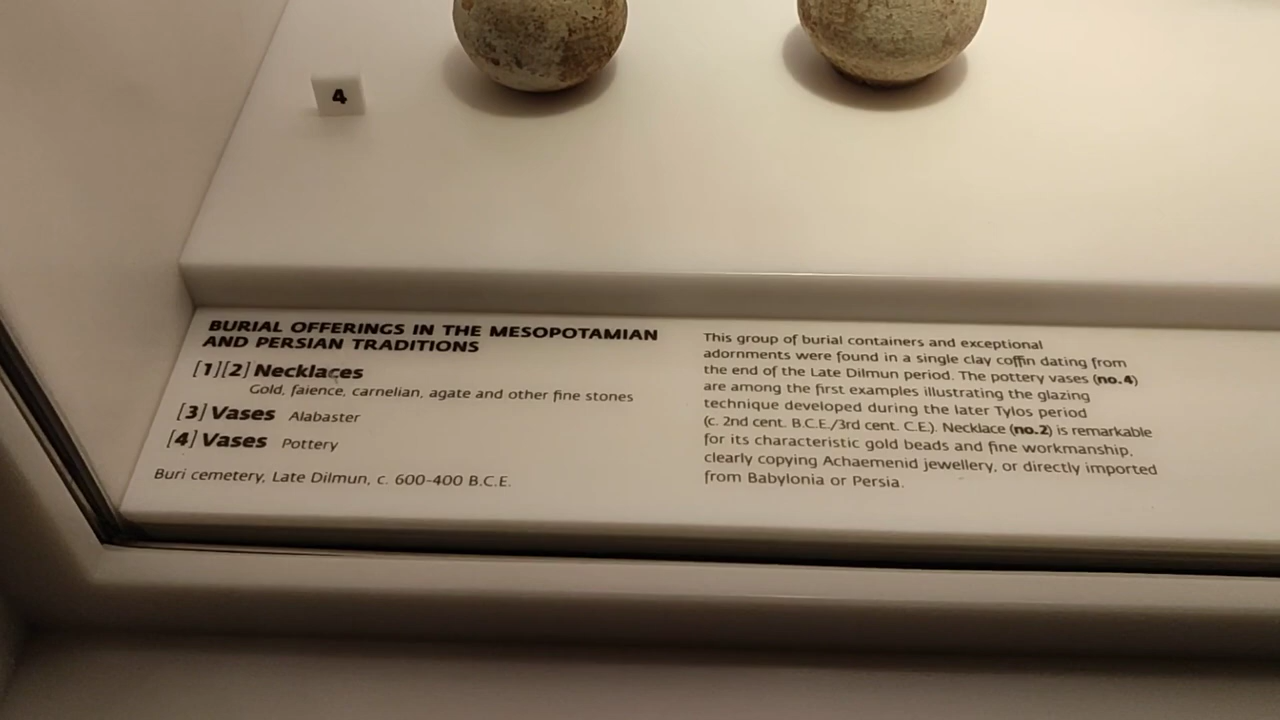 4
BURIAL OFFERINGS IN THE MESOPOTAMIAN
AND PERSIAN TRADITIONS
[1][2] Necklaces
Gold, faience, carnelian, agate and other fine stones
[3] Vases Alabaster
[4] Vases Pottery
Buri cemetery, Late Dilmun, c. 600-400 B.C.E.
This group of burial containers and exceptional
adornments were found in a single clay coffin dating from
the end of the Late Dilmun period. The pottery vases (no.4)
are among the first examples illustrating the glazing
technique developed during the later Tylos period
(c. 2nd cent. B.C.E./3rd cent. C.E.). Necklace (no.2) is remarkable
for its characteristic gold beads and fine workmanship,
clearly copying Achaemenid jewellery, or directly imported
from Babylonia or Persia.